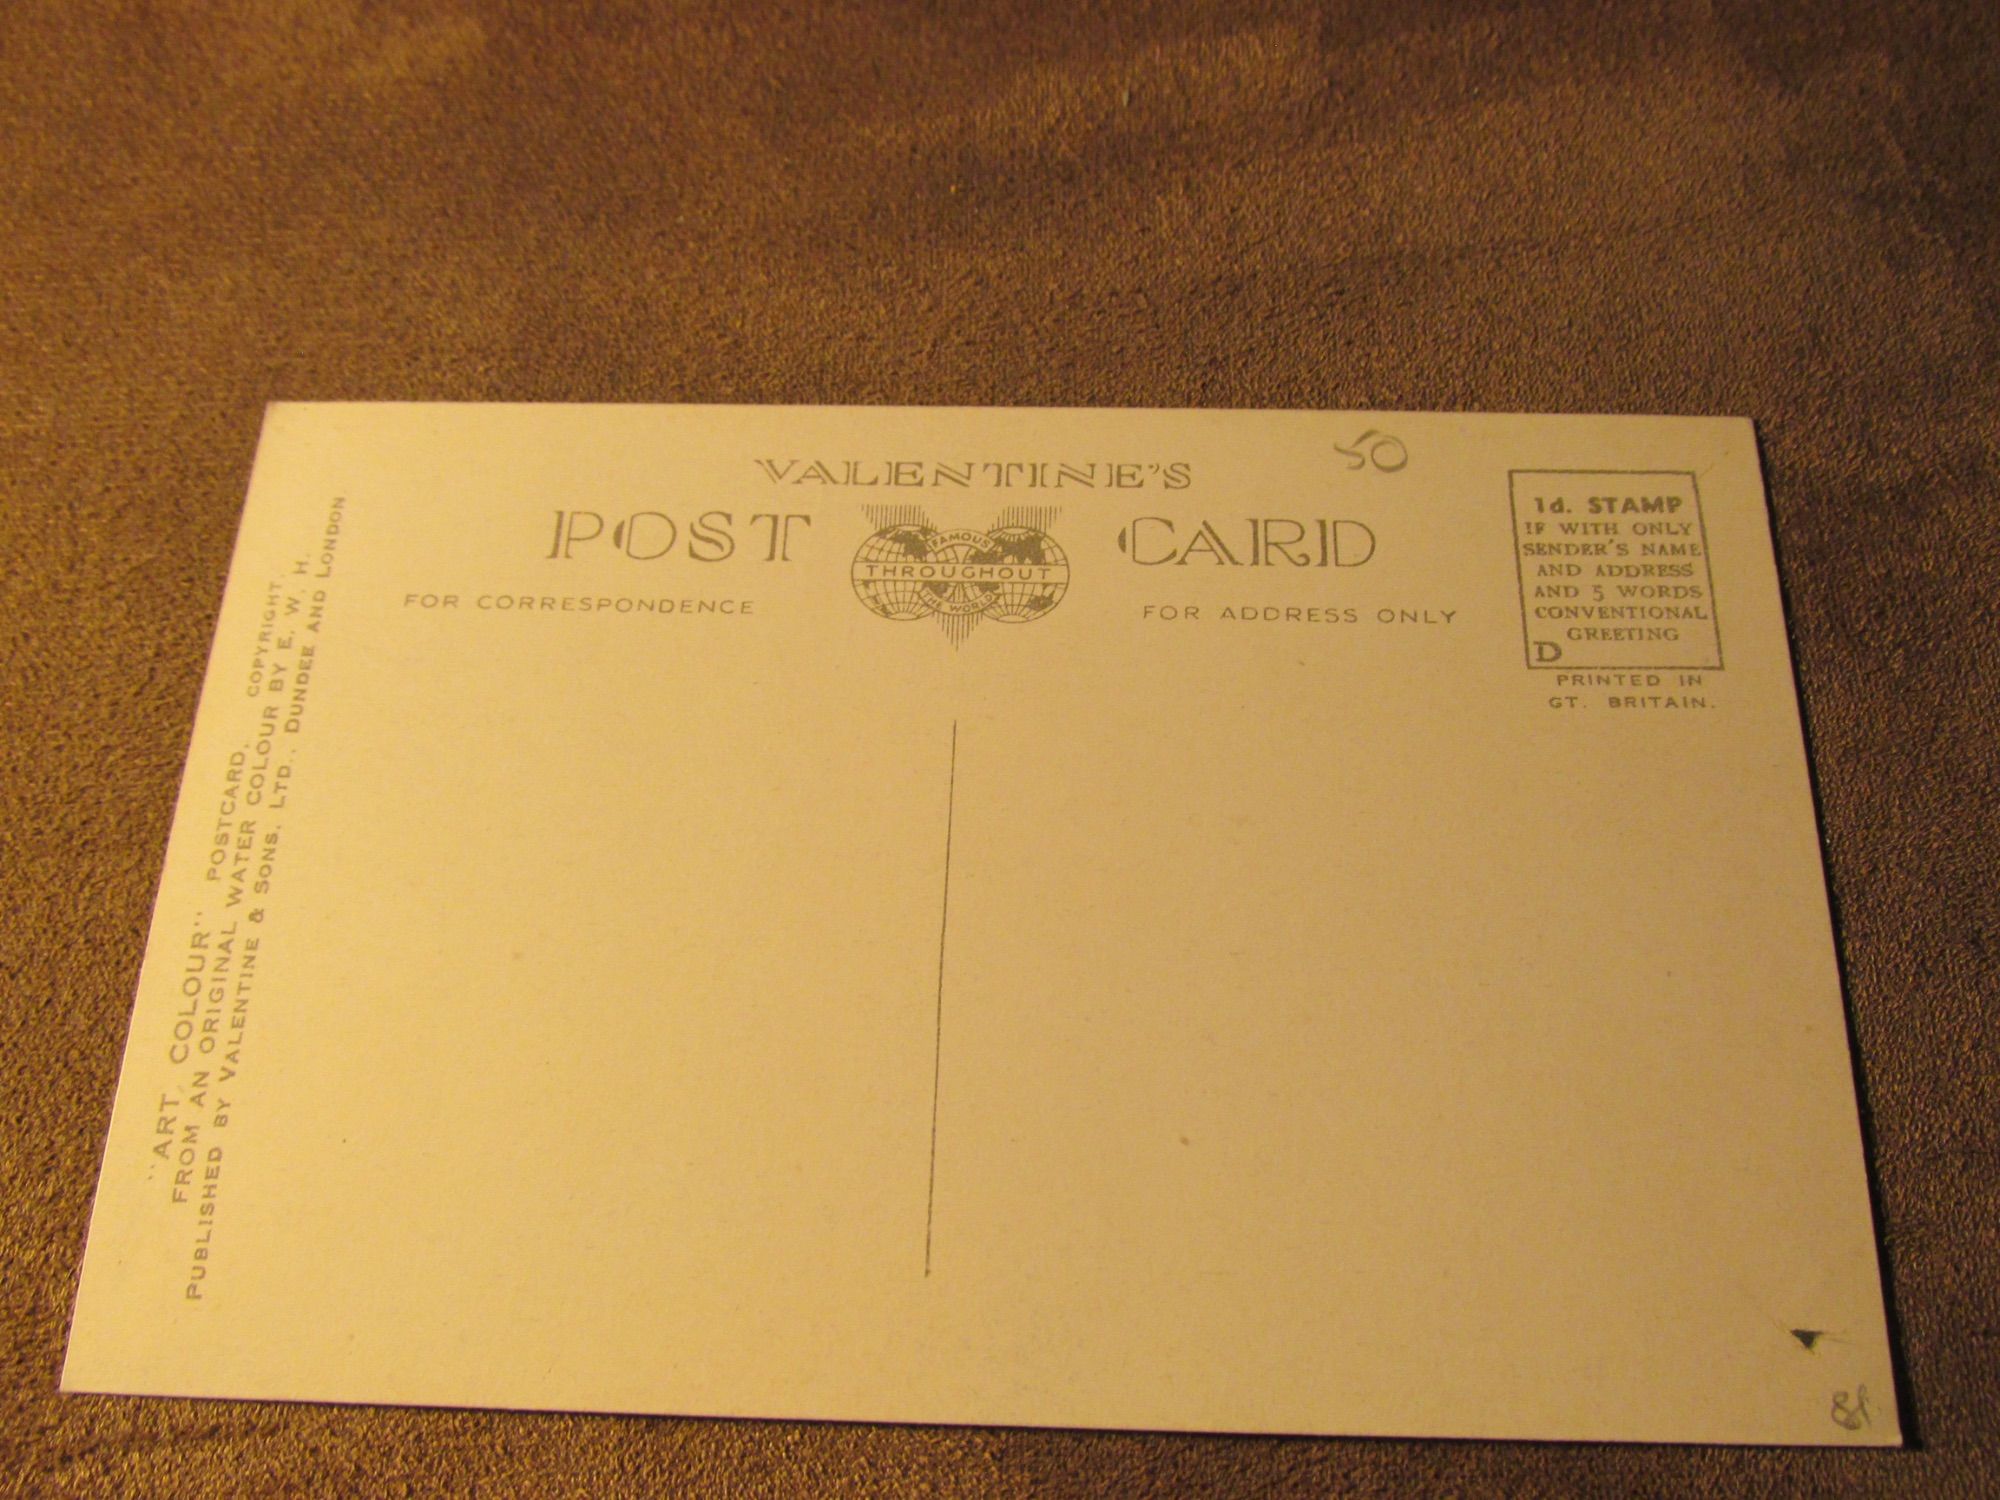 VALENTINE'S
POST CARD
FAMOUS
THROUGHOUT
THE WORLD
FOR CORRESPONDENCE
FOR ADDRESS ONLY
50
1d. STAMP
IF WITH ONLY
SENDER'S NAME
AND ADDRESS
AND 5 WORDS
CONVENTIONAL
GREETING
D
PRINTED IN
GT. BRITAIN.
"ART COLOUR" POSTCARD. COPYRIGHT.
FROM AN ORIGINAL WATER COLOUR BY E. W. H.
PUBLISHED BY VALENTINE & SONS, LTD., DUNDEE AND LONDON